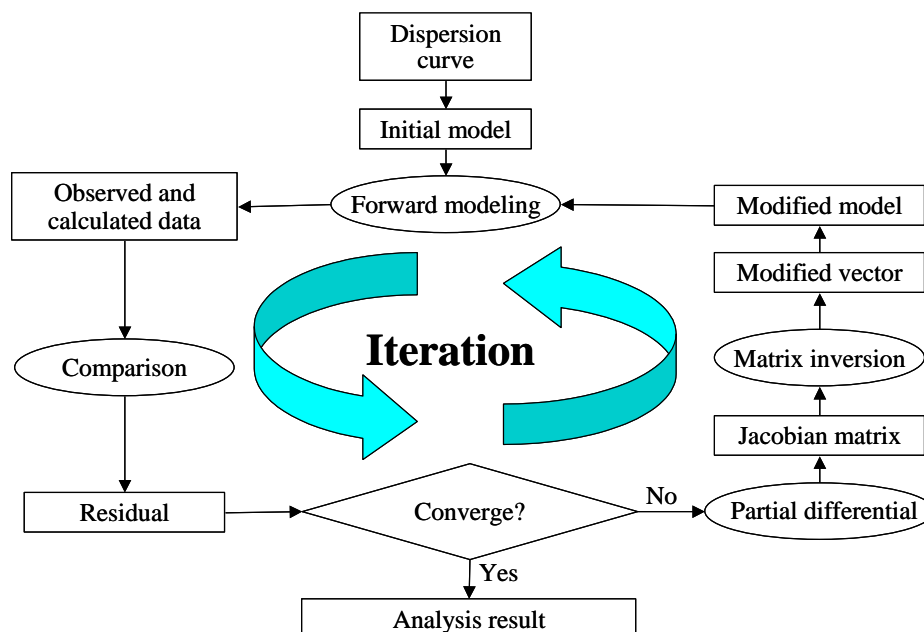 Dispersion
curve
Initial model
Forward modeling
Observed and
calculated data
Modified model
Modified vector
Iteration
Comparison
Matrix inversion
Jacobian matrix
Residual
Converge?
No
Partial differential
Yes
Analysis result